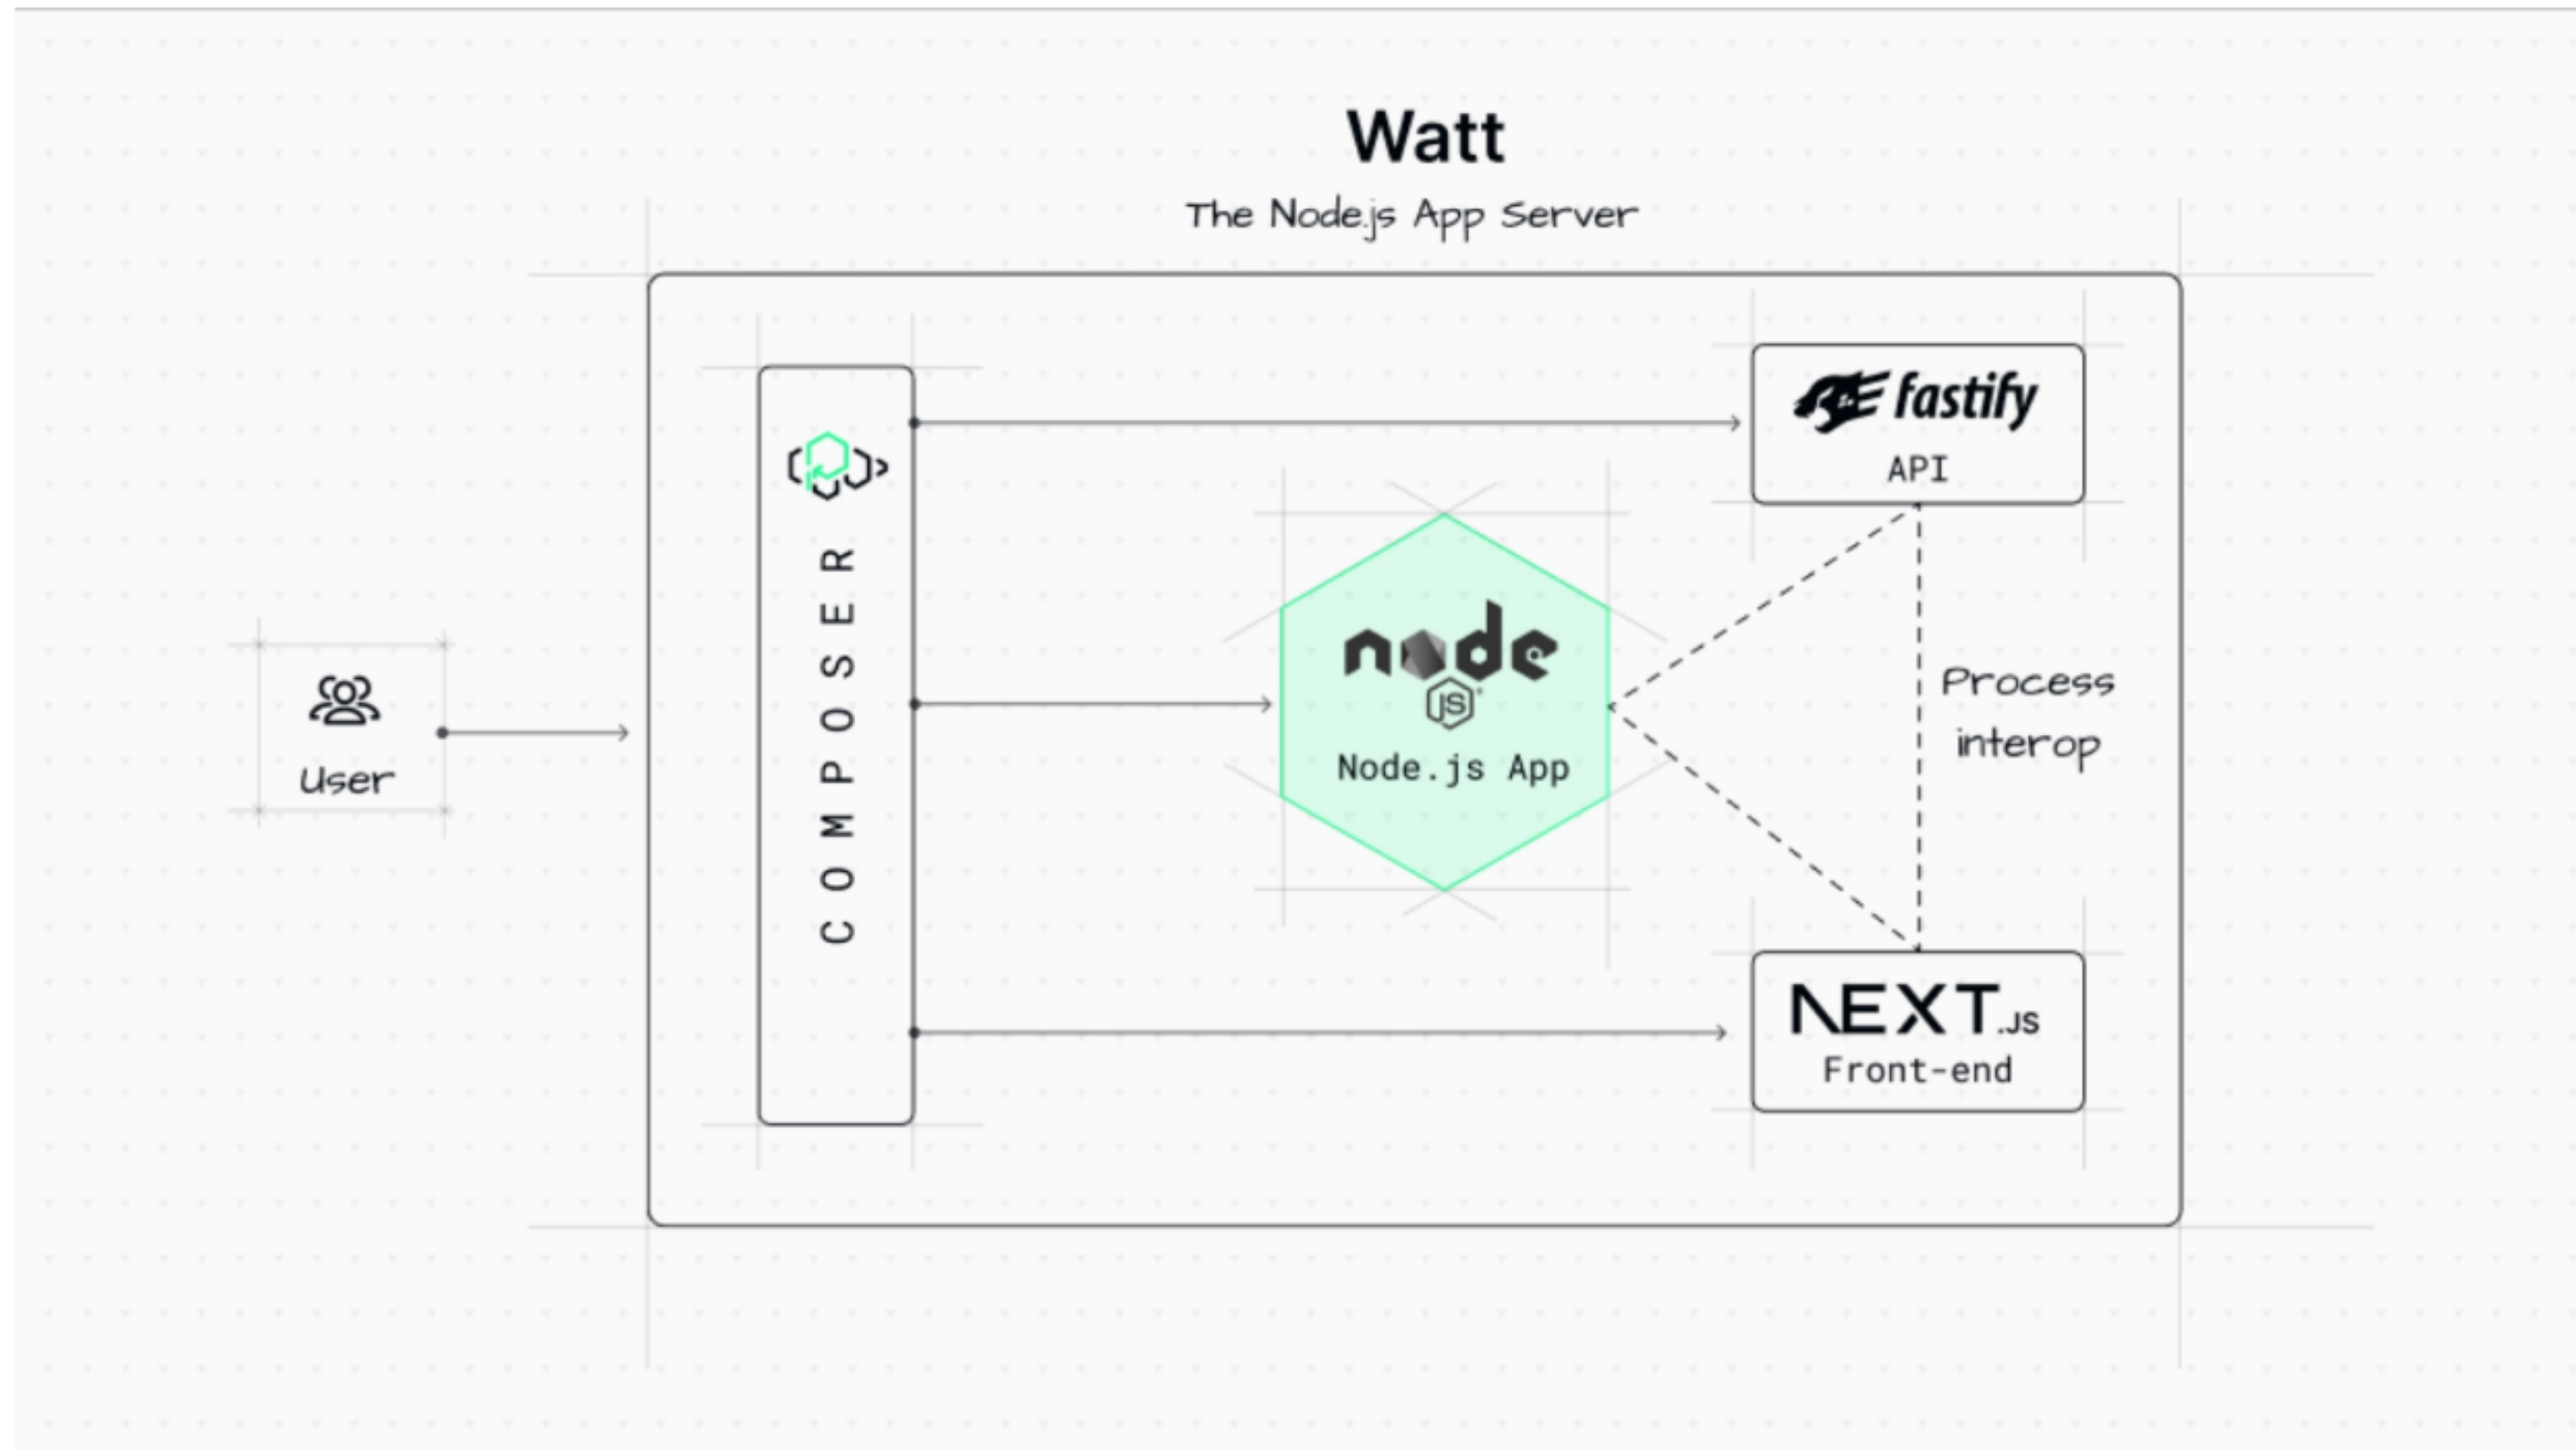 Watt
The Node.js App Server
User
COMPOSER
fastify
API
node
JS
Node.js App
Process
interop
NEXT.JS
Front-end